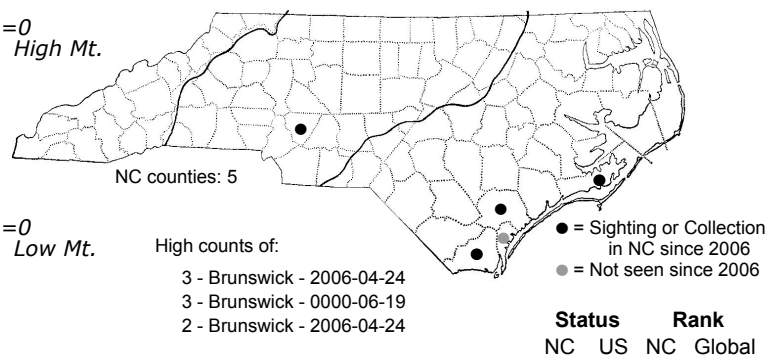 =0
High Mt.
NC counties: 5
=0
Low Mt.
High counts of:
3 - Brunswick - 2006-04-24
3 - Brunswick - 0000-06-19
2 - Brunswick - 2006-04-24
● = Sighting or Collection
in NC since 2006
● = Not seen since 2006
Status Rank
NC US NC Global